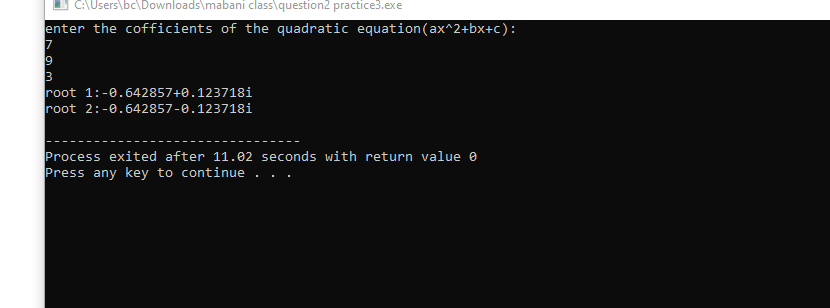 C:\Users\bc\Downloads\mabani class\question2 practice3.exe
enter the cofficients of the quadratic equation(ax^2+bx+c):
7
9
3
root 1:-0.642857+0.123718i
root 2:-0.642857-0.123718i
--------------------------------
Process exited after 11.02 seconds with return value 0
Press any key to continue . . .